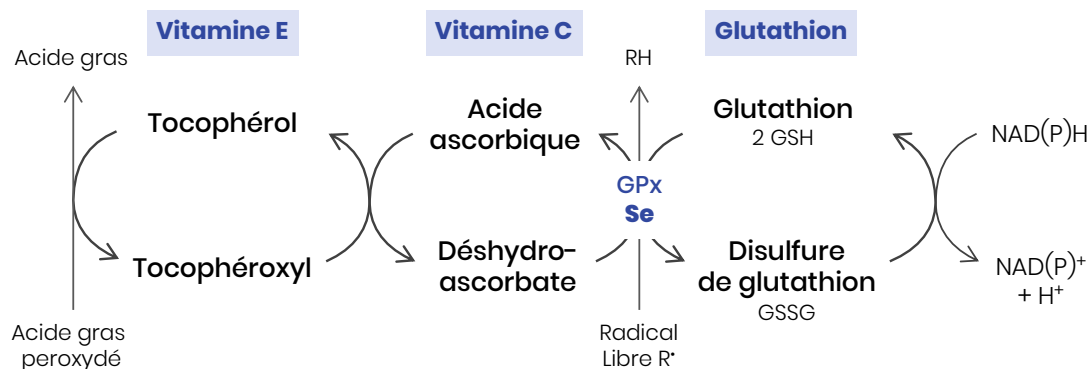 Vitamine E
Vitamine C
Glutathion
Acide gras
RH
Tocophérol
Acide
ascorbique
Glutathion
2 GSH
NAD(P)H
GPx
Se
Tocophéroxyl
Déshydro-
ascorbate
Disulfure
de glutathion
GSSG
NAD(P)⁺
+ H⁺
Acide gras
peroxydé
Radical
Libre R•